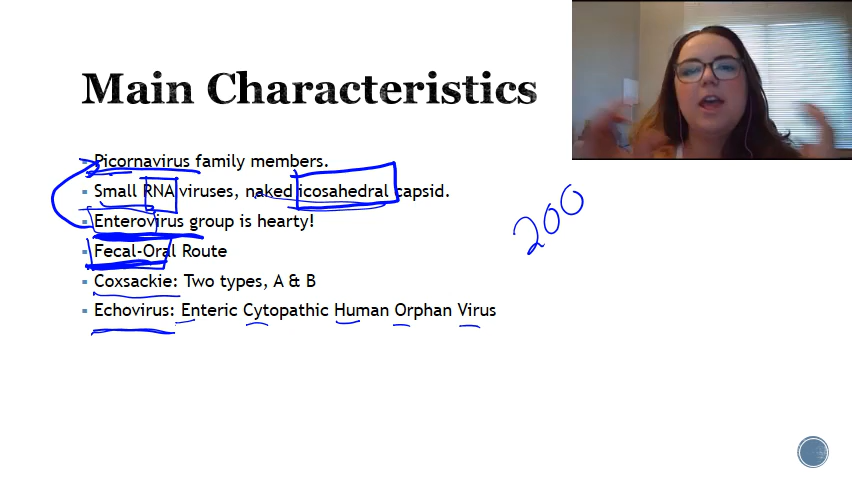 Main Characteristics
Picornavirus family members.
Small RNA viruses, naked icosahedral capsid.
Enterovirus group is hearty!
Fecal-Oral Route
Coxsackie: Two types, A & B
Echovirus: Enteric Cytopathic Human Orphan Virus
200